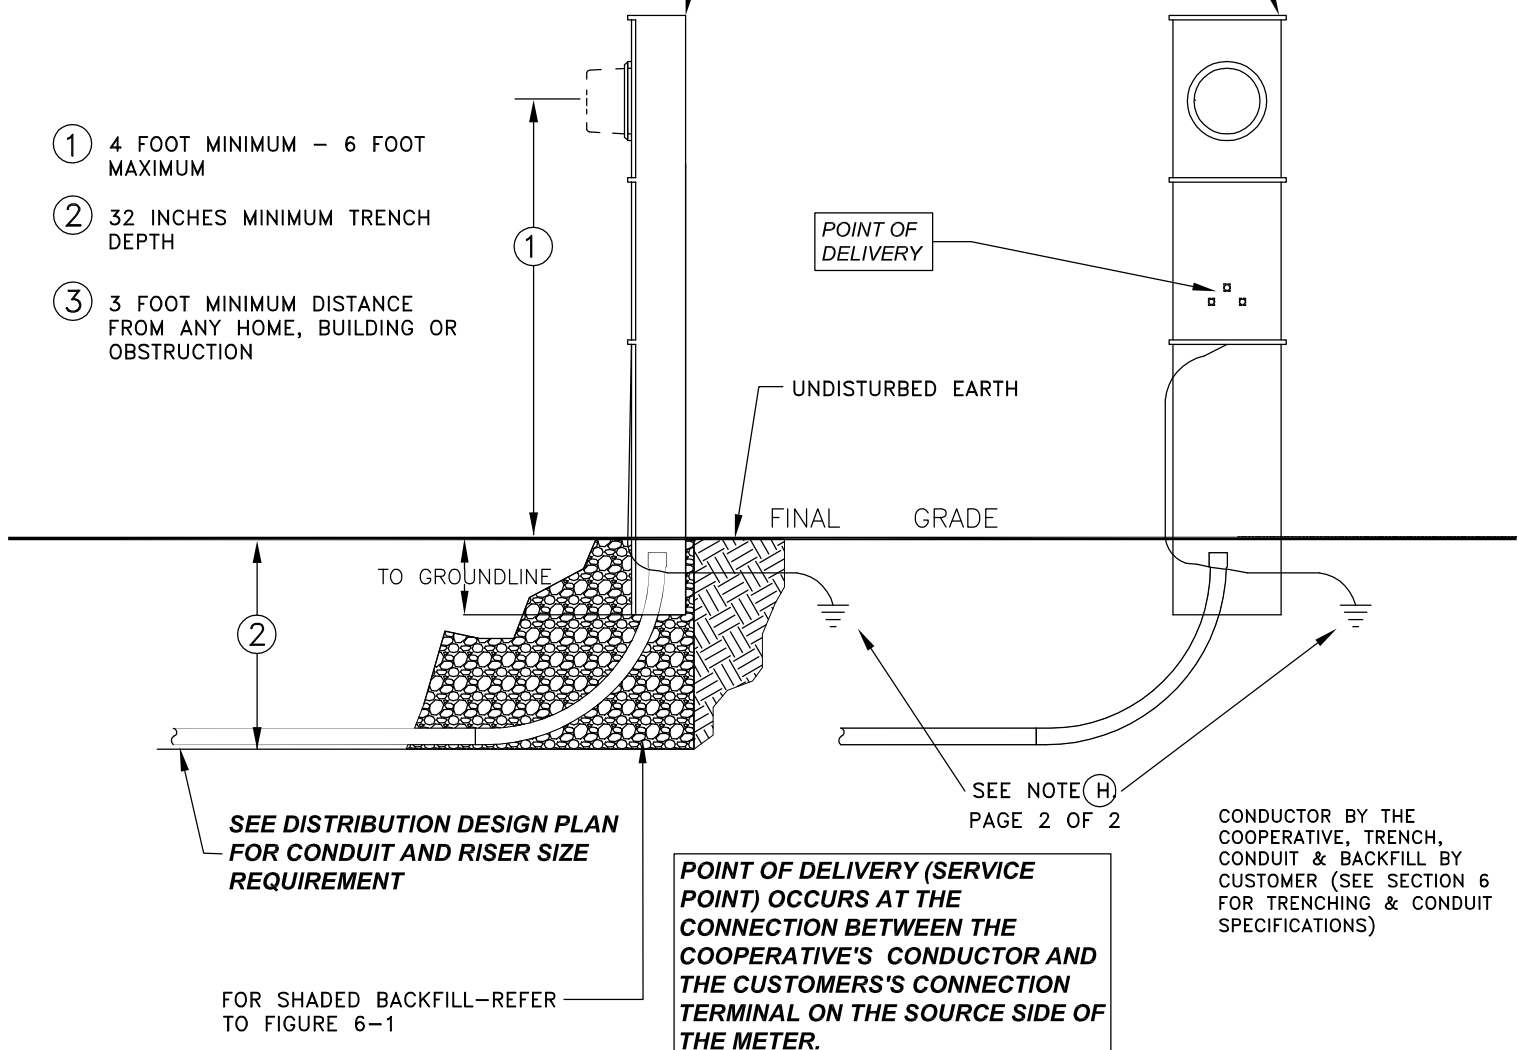 ① 4 FOOT MINIMUM – 6 FOOT
MAXIMUM
② 32 INCHES MINIMUM TRENCH
DEPTH
③ 3 FOOT MINIMUM DISTANCE
FROM ANY HOME, BUILDING OR
OBSTRUCTION
①
POINT OF
DELIVERY
UNDISTURBED EARTH
FINAL GRADE
TO GROUNDLINE
②
SEE DISTRIBUTION DESIGN PLAN
FOR CONDUIT AND RISER SIZE
REQUIREMENT
SEE NOTE Ⓗ,
PAGE 2 OF 2
CONDUCTOR BY THE
COOPERATIVE, TRENCH,
CONDUIT & BACKFILL BY
CUSTOMER (SEE SECTION 6
FOR TRENCHING & CONDUIT
SPECIFICATIONS)
POINT OF DELIVERY (SERVICE
POINT) OCCURS AT THE
CONNECTION BETWEEN THE
COOPERATIVE'S CONDUCTOR AND
THE CUSTOMERS'S CONNECTION
TERMINAL ON THE SOURCE SIDE OF
THE METER.
FOR SHADED BACKFILL–REFER
TO FIGURE 6–1